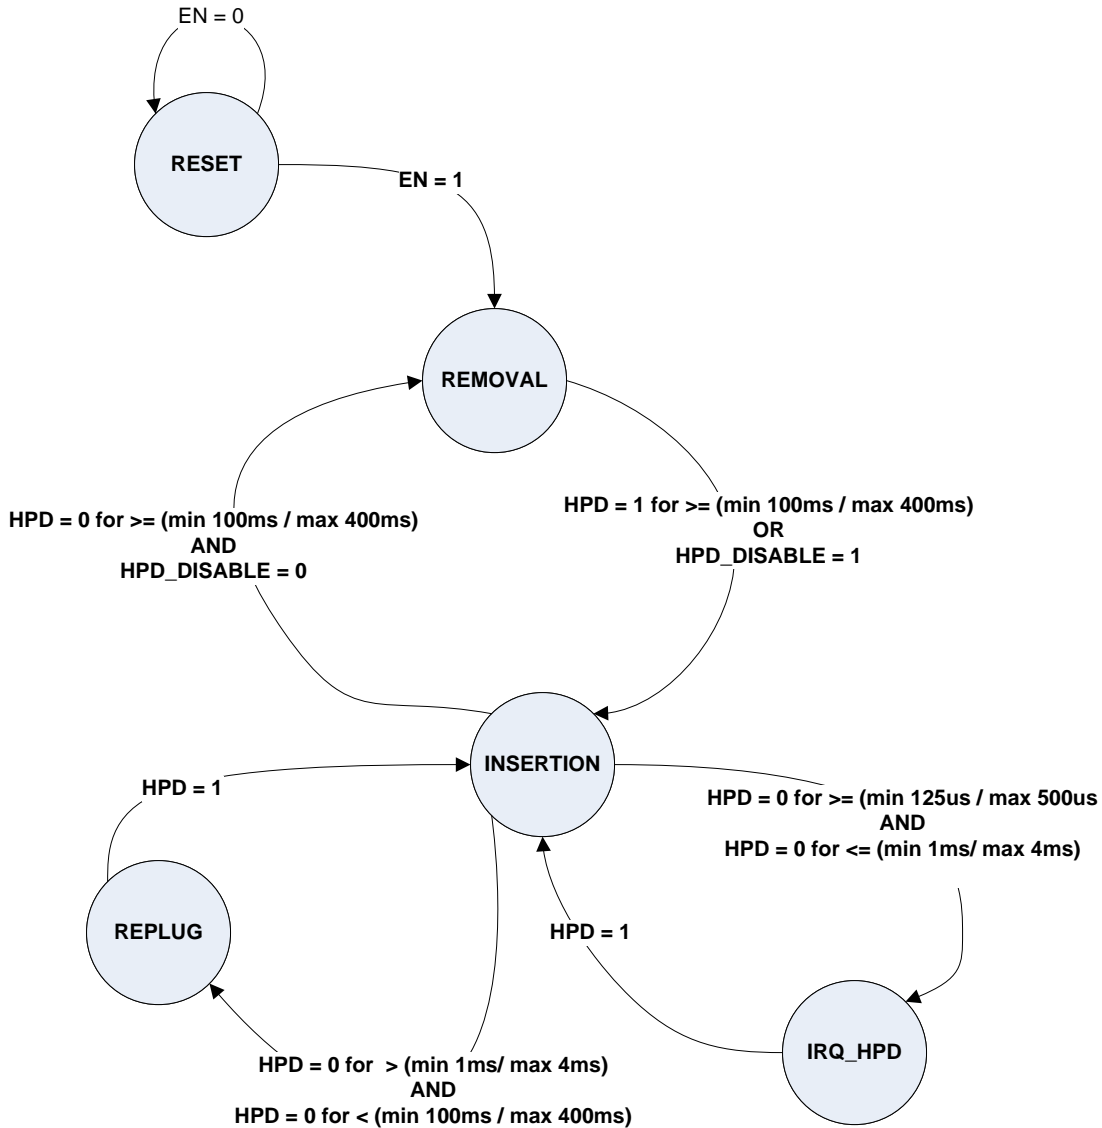 EN = 0
RESET
EN = 1
REMOVAL
HPD = 0 for >= (min 100ms / max 400ms)
AND
HPD_DISABLE = 0
HPD = 1 for >= (min 100ms / max 400ms)
OR
HPD_DISABLE = 1
INSERTION
HPD = 1
HPD = 0 for >= (min 125us / max 500us
AND
HPD = 0 for <= (min 1ms/ max 4ms)
REPLUG
HPD = 1
IRQ_HPD
HPD = 0 for  > (min 1ms/ max 4ms)
AND
HPD = 0 for < (min 100ms / max 400ms)